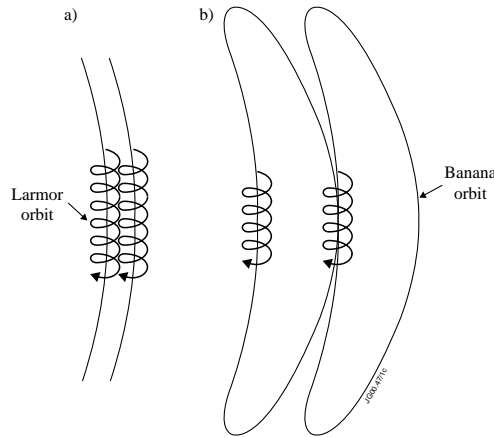 a)
b)
Larmor
orbit
Banana
orbit
JG00.47/1c